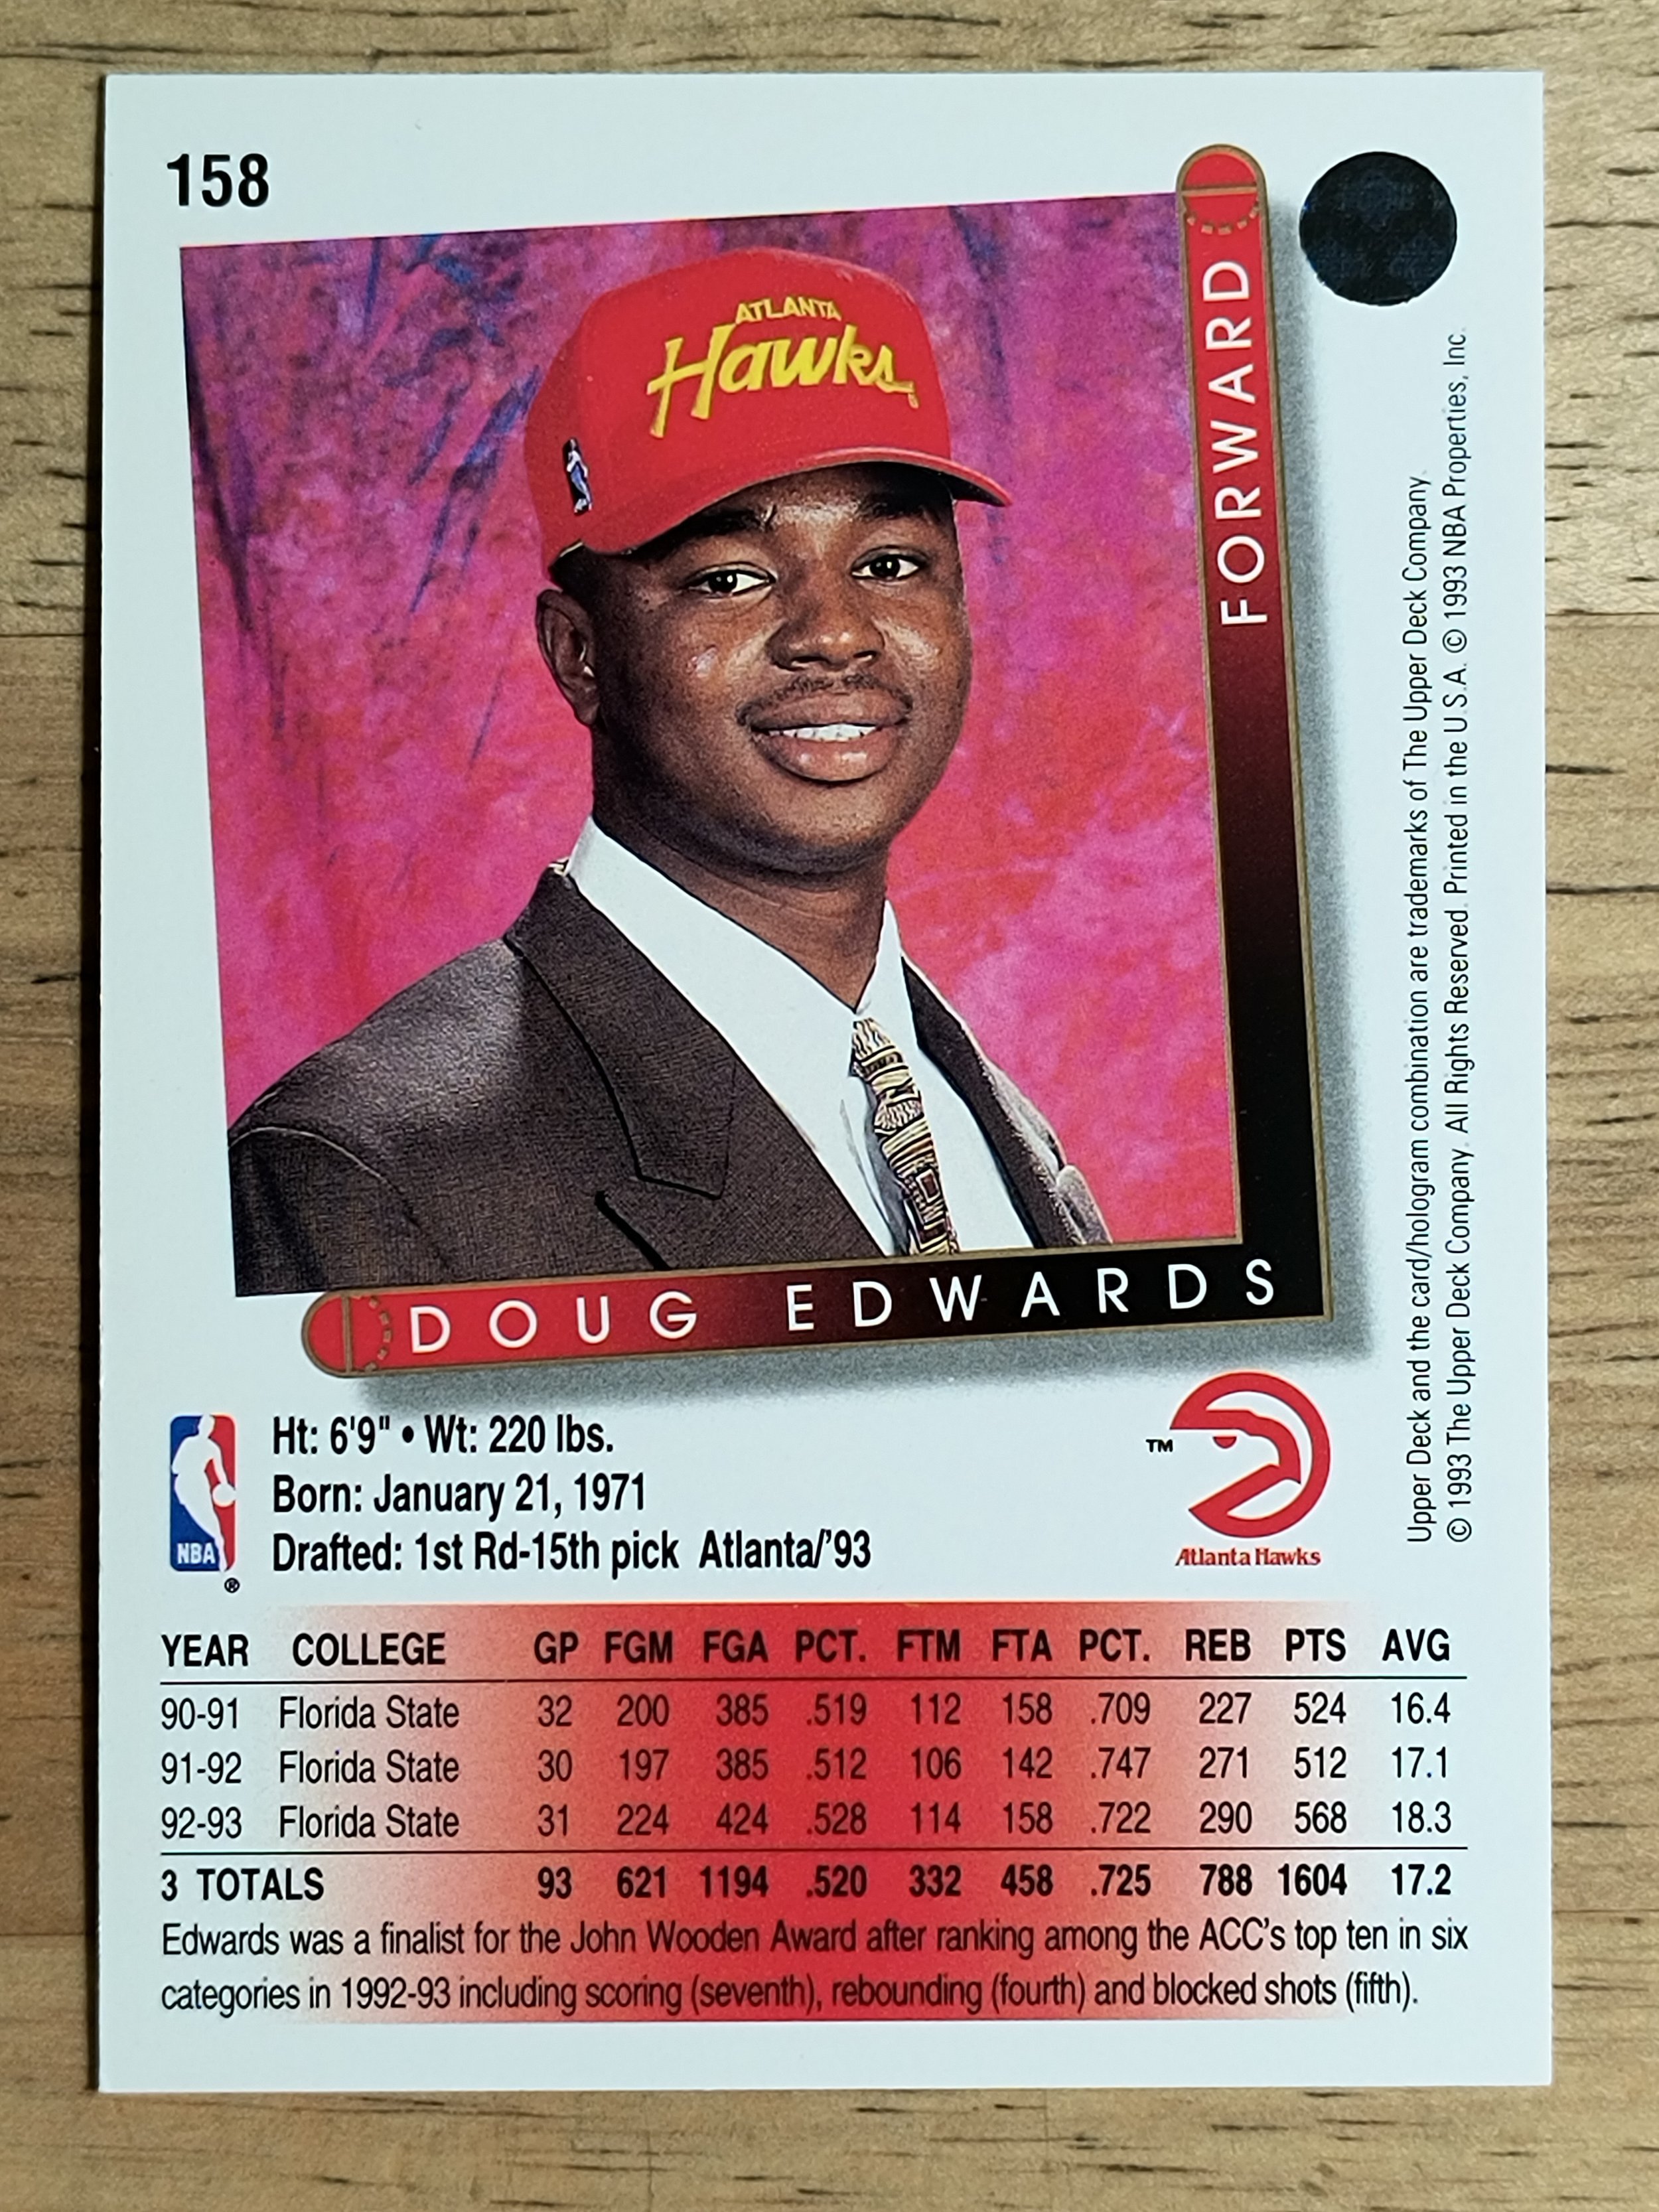 158
ATLANTA
Hawks
FORWARD
DOUG EDWARDS
Upper Deck and the card/hologram combination are trademarks of The Upper Deck Company.
© 1993 The Upper Deck Company. All Rights Reserved. Printed in the U.S.A. © 1993 NBA Properties, Inc.
NBA
®
Ht: 6'9" • Wt: 220 lbs.
Born: January 21, 1971
Drafted: 1st Rd-15th pick Atlanta/'93
TM
Atlanta Hawks
YEAR COLLEGE GP FGM FGA PCT. FTM FTA PCT. REB PTS AVG
90-91 Florida State 32 200 385 .519 112 158 .709 227 524 16.4
91-92 Florida State 30 197 385 .512 106 142 .747 271 512 17.1
92-93 Florida State 31 224 424 .528 114 158 .722 290 568 18.3
3 TOTALS 93 621 1194 .520 332 458 .725 788 1604 17.2
Edwards was a finalist for the John Wooden Award after ranking among the ACC's top ten in six
categories in 1992-93 including scoring (seventh), rebounding (fourth) and blocked shots (fifth).